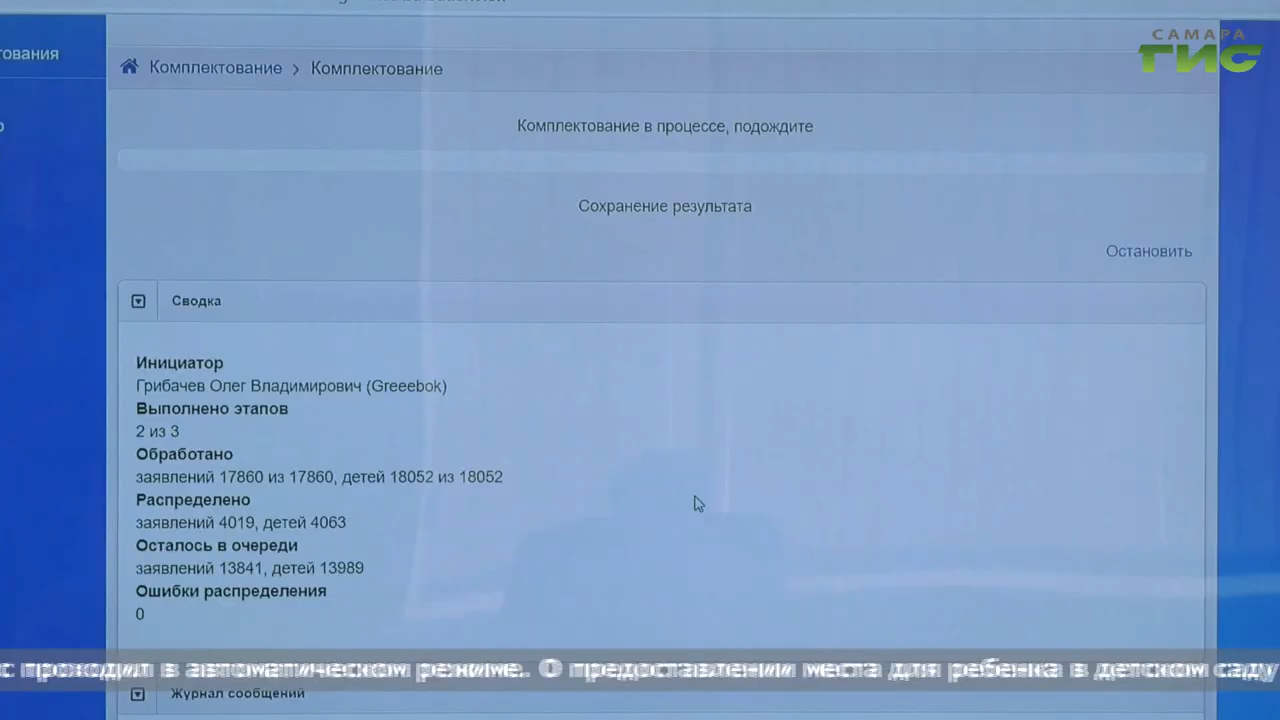 тования
САМАРА
ГИС
Комплектование › Комплектование
Комплектование в процессе, подождите
Сохранение результата
Остановить
Сводка
Инициатор
Грибачев Олег Владимирович (Greeebok)
Выполнено этапов
2 из 3
Обработано
заявлений 17860 из 17860, детей 18052 из 18052
Распределено
заявлений 4019, детей 4063
Осталось в очереди
заявлений 13841, детей 13989
Ошибки распределения
0
с проводил в автоматическом режиме. О предоставлении места для ребенка в детском саду
Журнал сообщений